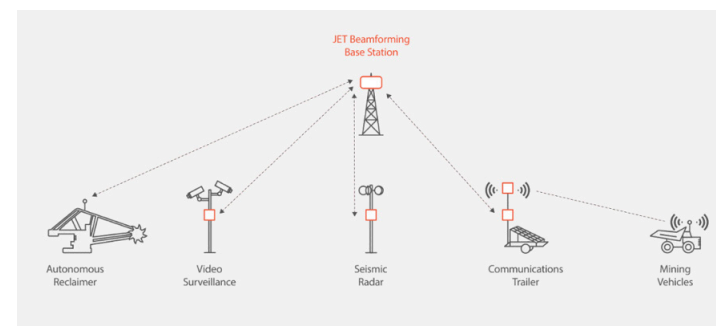 JET Beamforming
Base Station
Autonomous
Reclaimer
Video
Surveillance
Seismic
Radar
Communications
Trailer
Mining
Vehicles